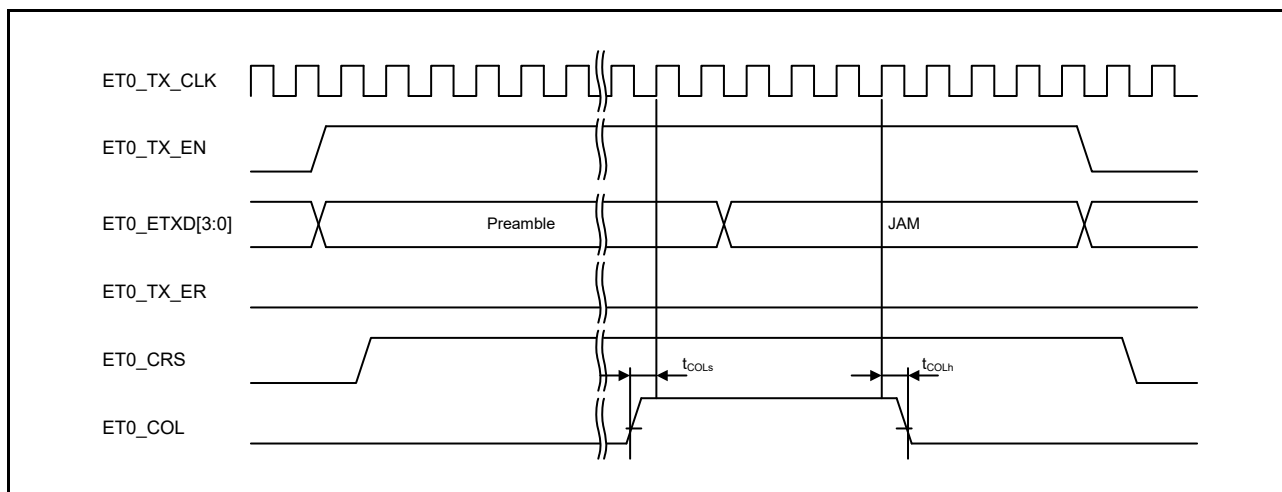 ET0_TX_CLK
ET0_TX_EN
ET0_ETXD[3:0]
Preamble
JAM
ET0_TX_ER
ET0_CRS
tCOLs
tCOLh
ET0_COL